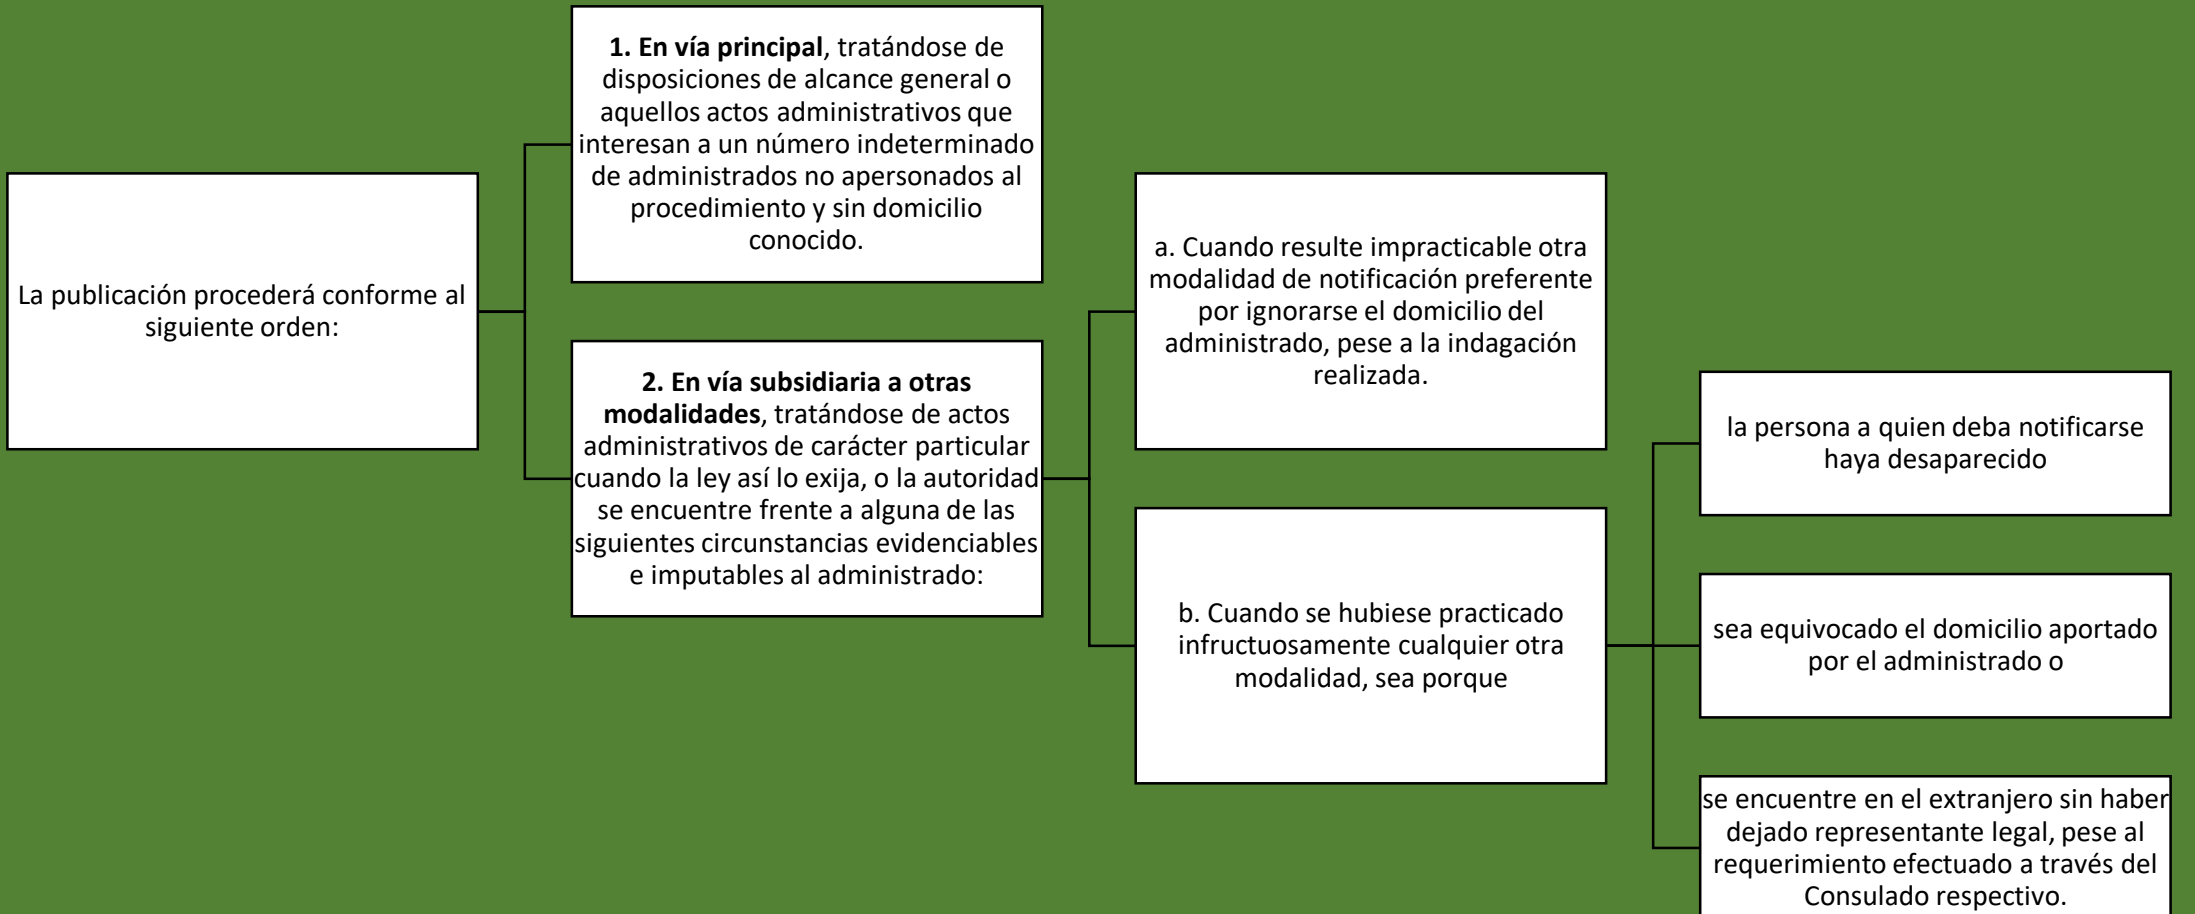 La publicación procederá conforme al
siguiente orden:
1. En vía principal, tratándose de
disposiciones de alcance general o
aquellos actos administrativos que
interesan a un número indeterminado
de administrados no apersonados al
procedimiento y sin domicilio
conocido.
2. En vía subsidiaria a otras
modalidades, tratándose de actos
administrativos de carácter particular
cuando la ley así lo exija, o la autoridad
se encuentre frente a alguna de las
siguientes circunstancias evidenciables
e imputables al administrado:
a. Cuando resulte impracticable otra
modalidad de notificación preferente
por ignorarse el domicilio del
administrado, pese a la indagación
realizada.
b. Cuando se hubiese practicado
infructuosamente cualquier otra
modalidad, sea porque
la persona a quien deba notificarse
haya desaparecido
sea equivocado el domicilio aportado
por el administrado o
se encuentre en el extranjero sin haber
dejado representante legal, pese al
requerimiento efectuado a través del
Consulado respectivo.